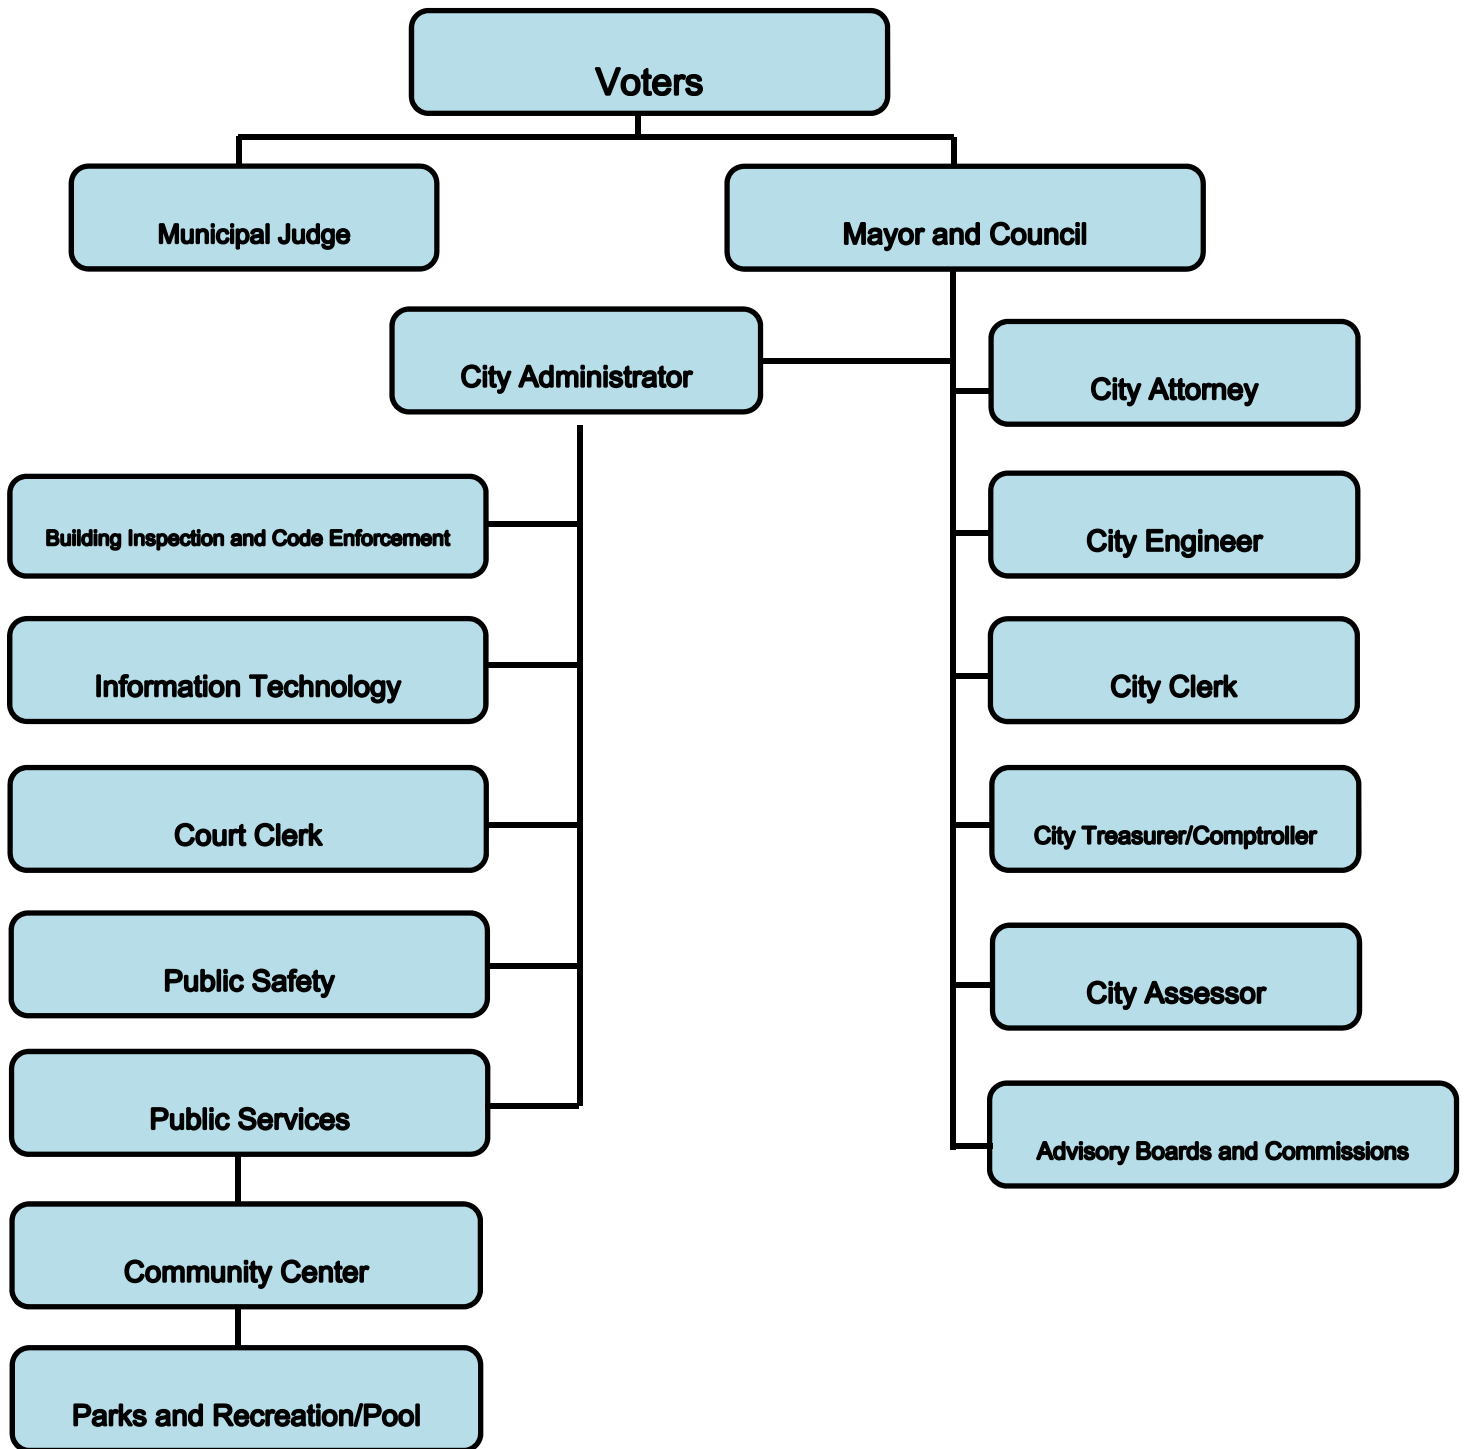 Voters
Municipal Judge
Mayor and Council
City Administrator
City Attorney
Building Inspection and Code Enforcement
City Engineer
Information Technology
City Clerk
Court Clerk
City Treasurer/Comptroller
Public Safety
City Assessor
Public Services
Advisory Boards and Commissions
Community Center
Parks and Recreation/Pool